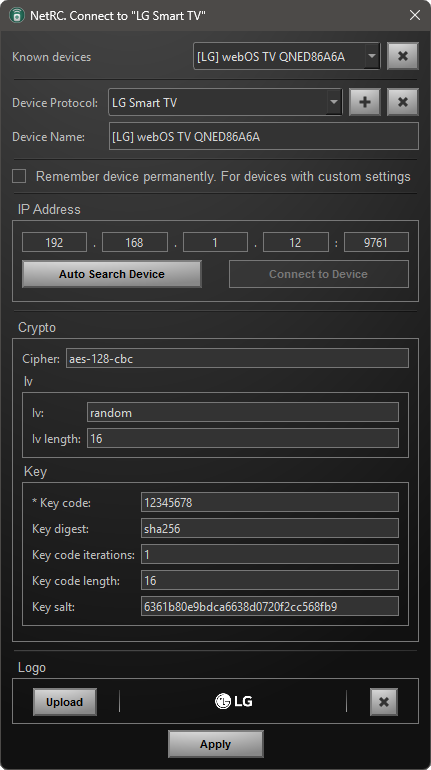 NetRC. Connect to "LG Smart TV"
Known devices [LG] webOS TV QNED86A6A
Device Protocol: LG Smart TV
Device Name: [LG] webOS TV QNED86A6A
Remember device permanently. For devices with custom settings
IP Address
192 . 168 . 1 . 12 : 9761
Auto Search Device Connect to Device
Crypto
Cipher: aes-128-cbc
Iv
Iv: random
Iv length: 16
Key
* Key code: 12345678
Key digest: sha256
Key code iterations: 1
Key code length: 16
Key salt: 6361b80e9bdca6638d0720f2cc568fb9
Logo
Upload LG
Apply